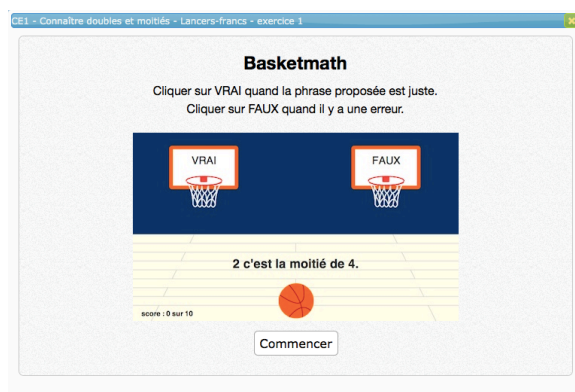 CE1 - Connaître doubles et moitiés - Lancers-francs - exercice 1
Basketmath
Cliquer sur VRAI quand la phrase proposée est juste.
Cliquer sur FAUX quand il y a une erreur.
VRAI
FAUX
2 c'est la moitié de 4.
score : 0 sur 10
Commencer